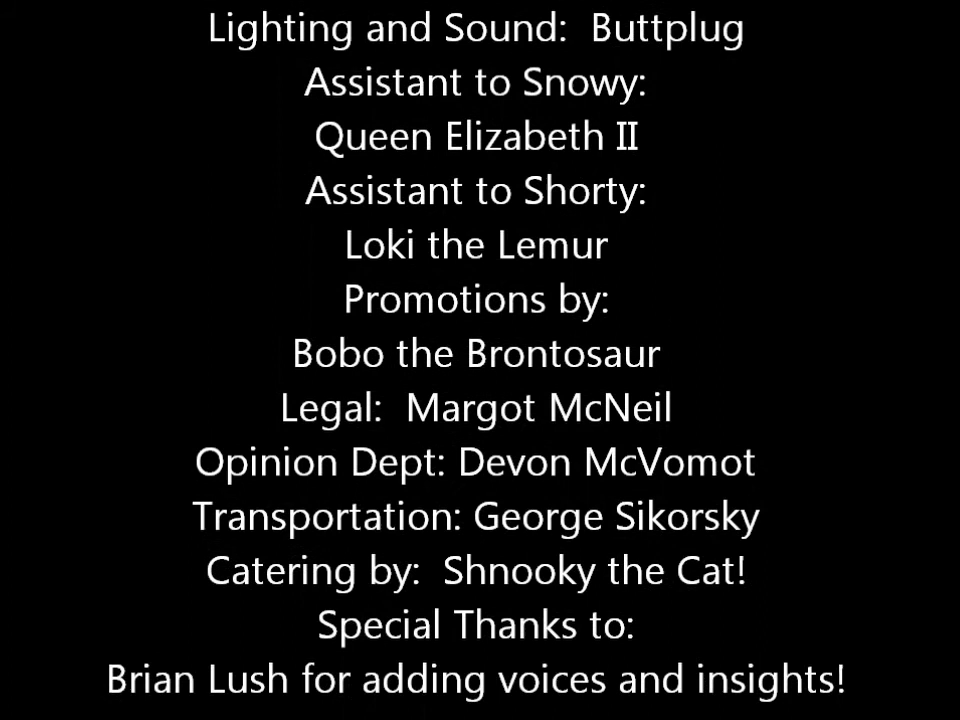 Lighting and Sound:  Buttplug
Assistant to Snowy:
Queen Elizabeth II
Assistant to Shorty:
Loki the Lemur
Promotions by:
Bobo the Brontosaur
Legal:  Margot McNeil
Opinion Dept: Devon McVomot
Transportation: George Sikorsky
Catering by:  Shnooky the Cat!
Special Thanks to:
Brian Lush for adding voices and insights!